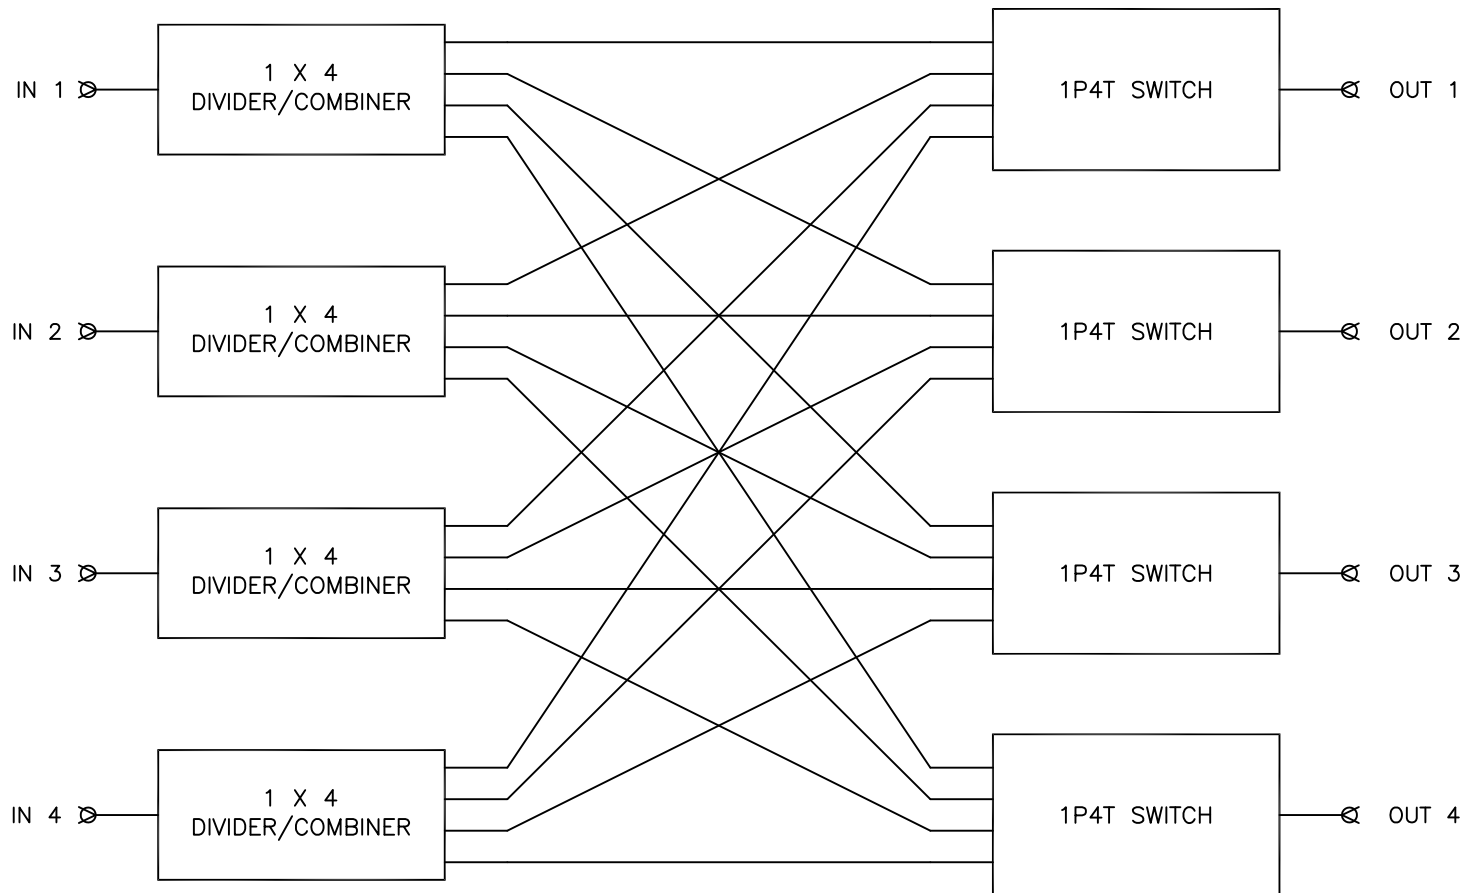 IN 1
1 X 4
DIVIDER/COMBINER
1P4T SWITCH
OUT 1
IN 2
1 X 4
DIVIDER/COMBINER
1P4T SWITCH
OUT 2
IN 3
1 X 4
DIVIDER/COMBINER
1P4T SWITCH
OUT 3
IN 4
1 X 4
DIVIDER/COMBINER
1P4T SWITCH
OUT 4